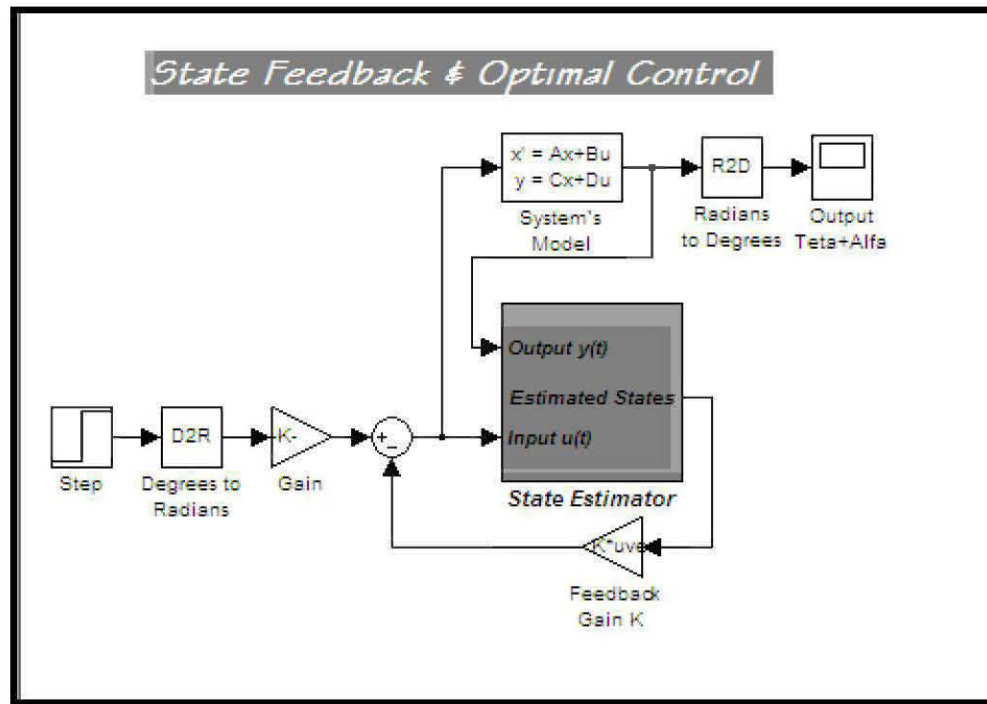 State Feedback & Optimal Control
x' = Ax+Bu
y = Cx+Du
System's
Model
R2D
Radians
to Degrees
Output
Teta+Alfa
Output y(t)
Estimated States
Input u(t)
State Estimator
Step
D2R
Degrees to
Radians
K-
Gain
+
−
K*uve
Feedback
Gain K